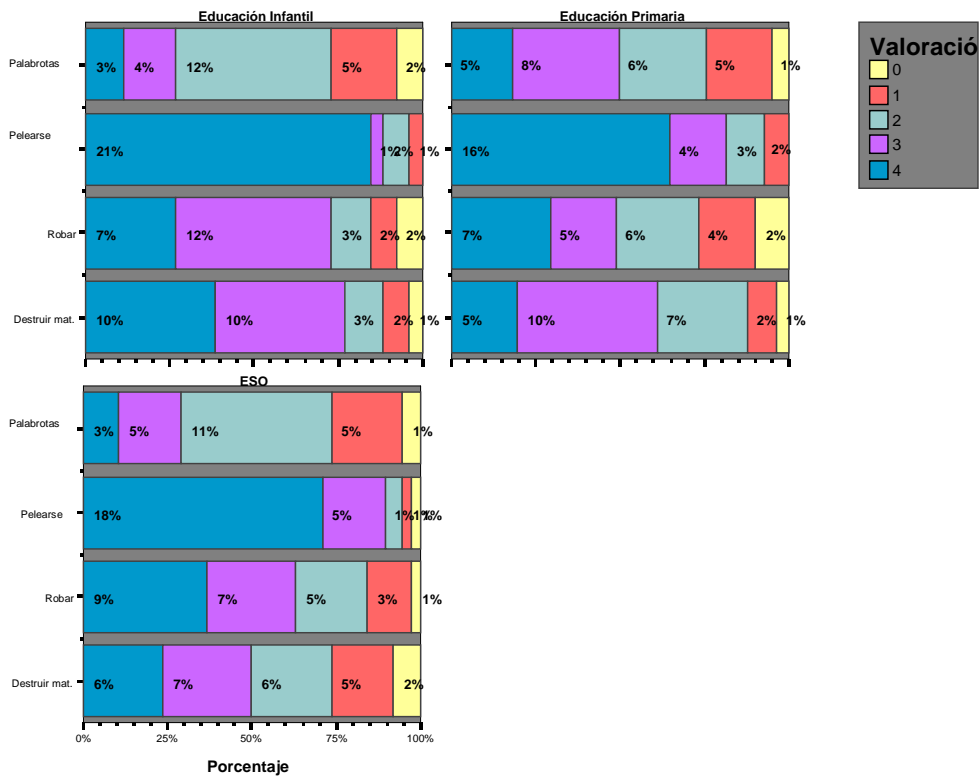 Educación Infantil
Palabrotas 3% 4% 12% 5% 2%
Pelearse 21% 1% 2% 1%
Robar 7% 12% 3% 2% 2%
Destruir mat. 10% 10% 3% 2% 1%
Educación Primaria
5% 8% 6% 5% 1%
16% 4% 3% 2%
7% 5% 6% 4% 2%
5% 10% 7% 2% 1%
Valoració
0
1
2
3
4
ESO
Palabrotas 3% 5% 11% 5% 1%
Pelearse 18% 5% 1% 1% 1%
Robar 9% 7% 5% 3% 1%
Destruir mat. 6% 7% 6% 5% 2%
0% 25% 50% 75% 100%
Porcentaje